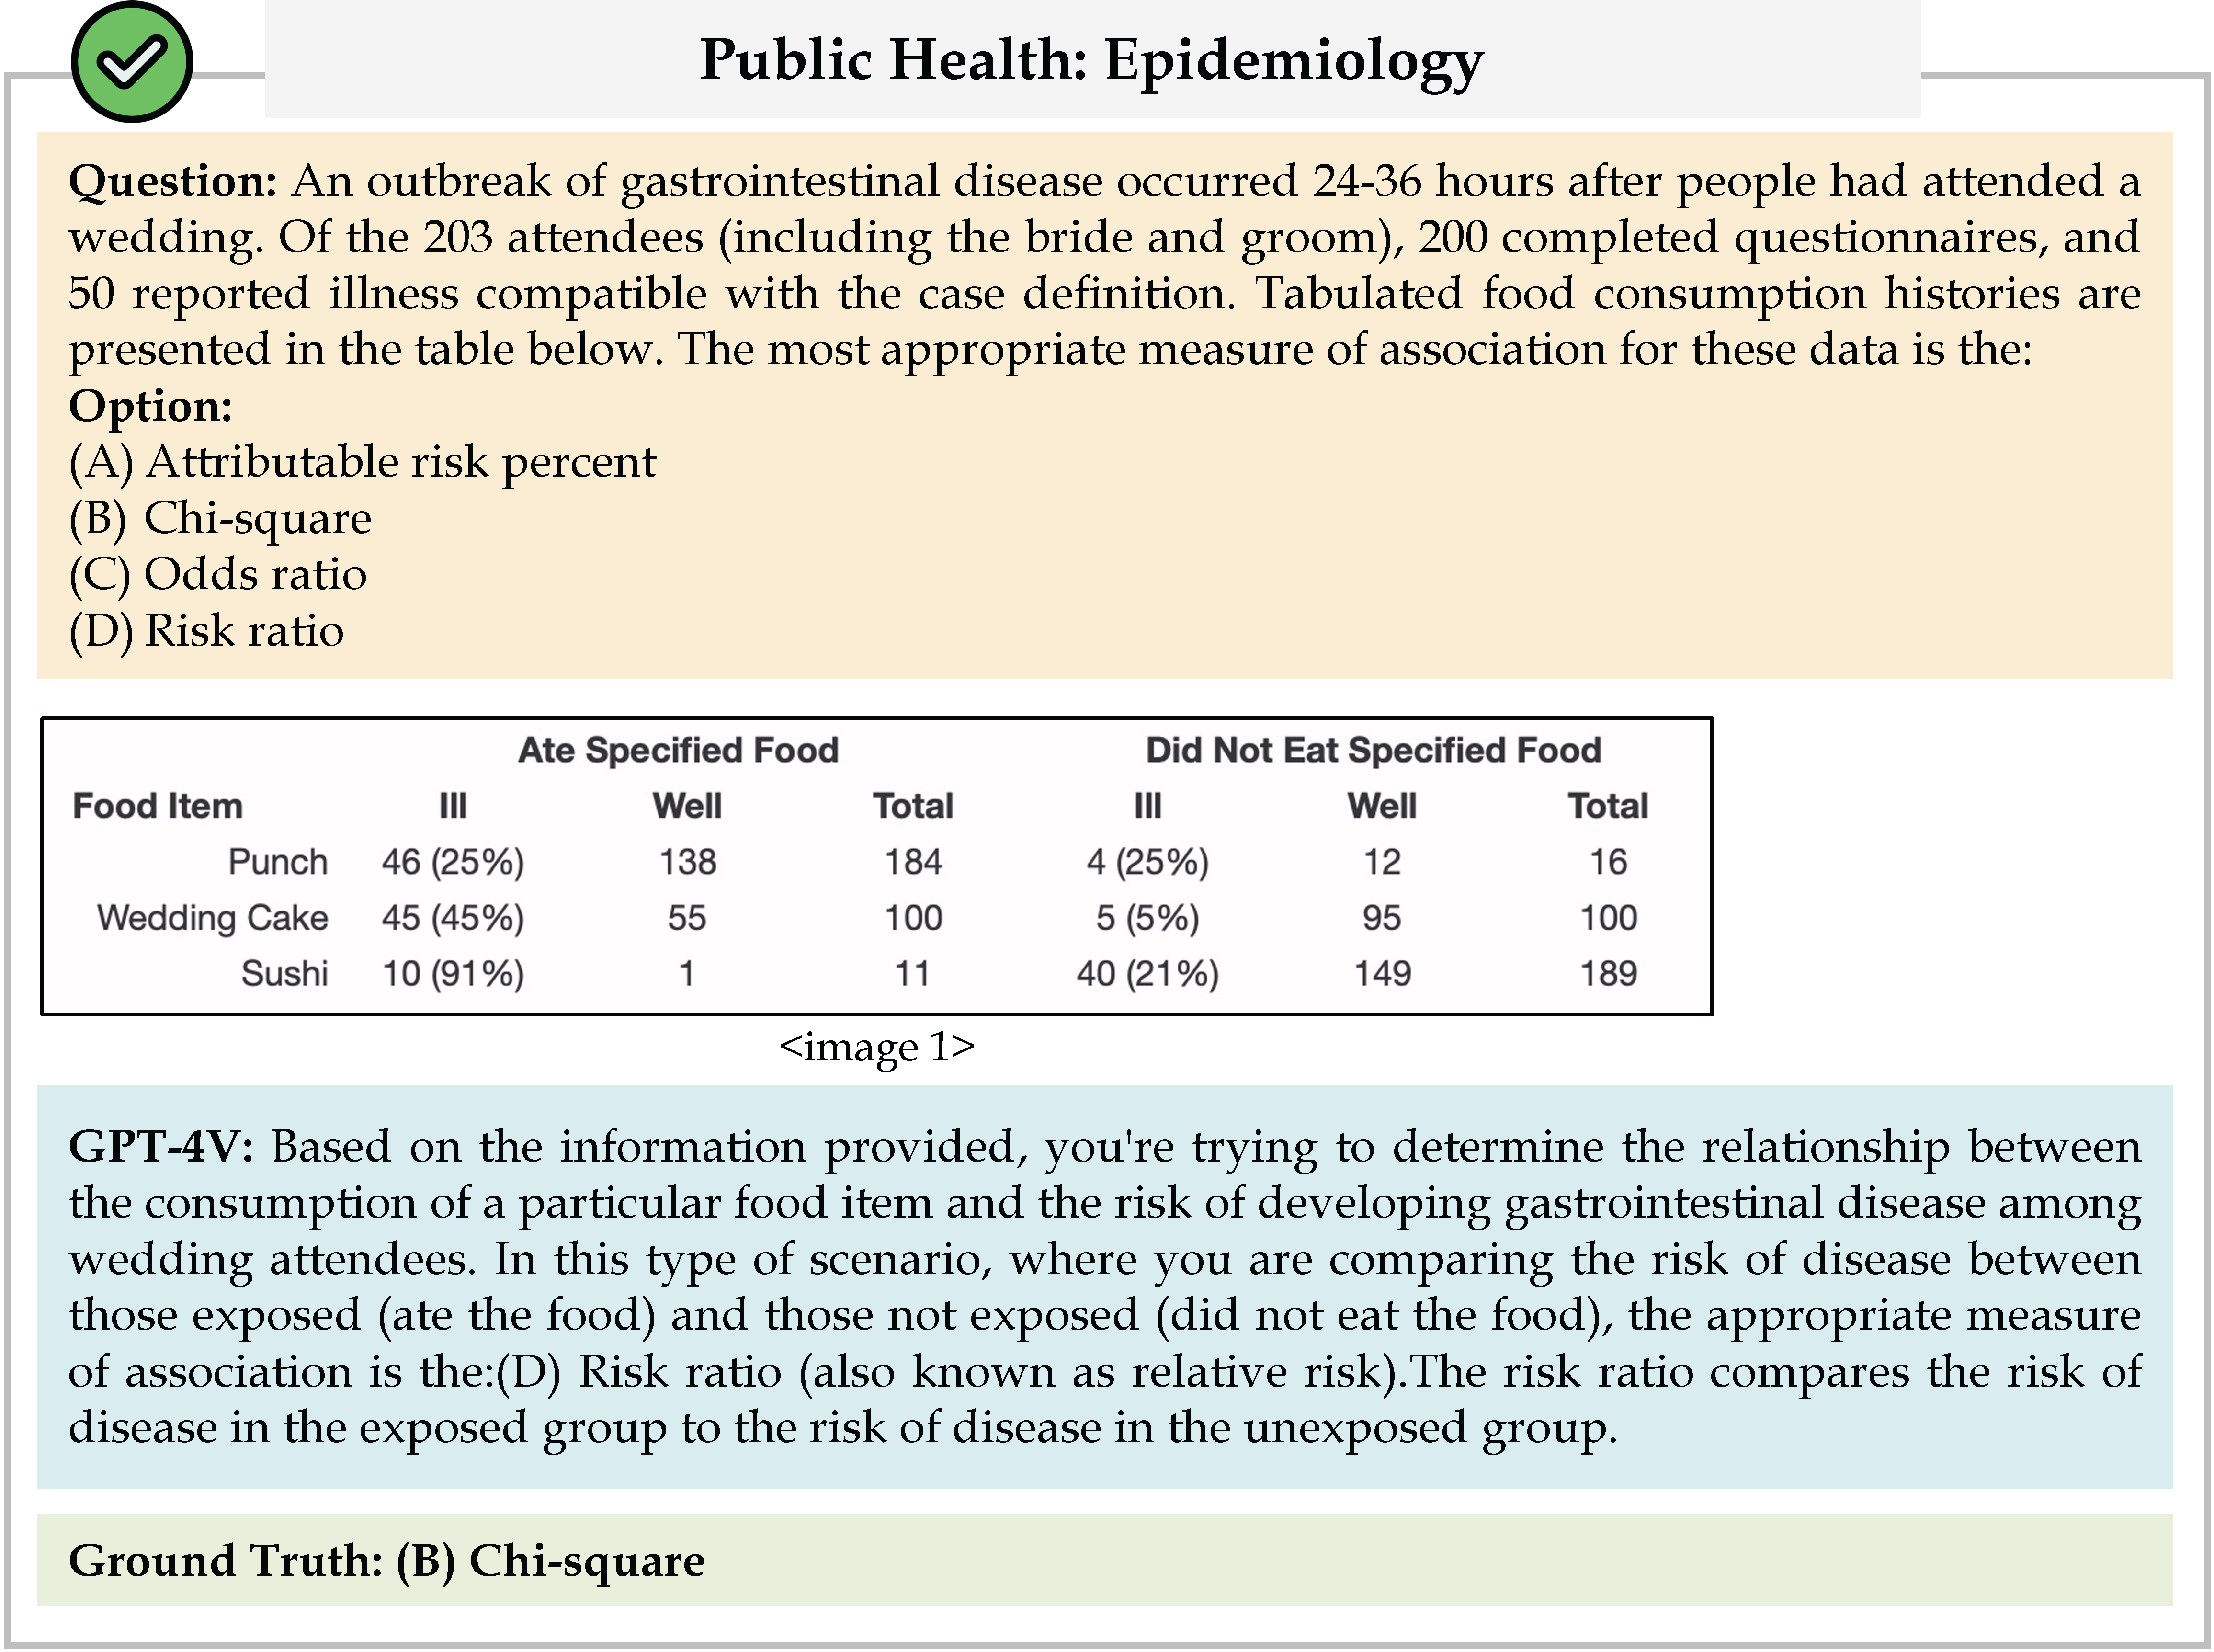 Public Health: Epidemiology
Question: An outbreak of gastrointestinal disease occurred 24-36 hours after people had attended a
wedding. Of the 203 attendees (including the bride and groom), 200 completed questionnaires, and
50 reported illness compatible with the case definition. Tabulated food consumption histories are
presented in the table below. The most appropriate measure of association for these data is the:
Option:
(A) Attributable risk percent
(B) Chi-square
(C) Odds ratio
(D) Risk ratio
Ate Specified Food Did Not Eat Specified Food
Food Item Ill Well Total Ill Well Total
Punch 46 (25%) 138 184 4 (25%) 12 16
Wedding Cake 45 (45%) 55 100 5 (5%) 95 100
Sushi 10 (91%) 1 11 40 (21%) 149 189
<image 1>
GPT-4V: Based on the information provided, you're trying to determine the relationship between
the consumption of a particular food item and the risk of developing gastrointestinal disease among
wedding attendees. In this type of scenario, where you are comparing the risk of disease between
those exposed (ate the food) and those not exposed (did not eat the food), the appropriate measure
of association is the:(D) Risk ratio (also known as relative risk).The risk ratio compares the risk of
disease in the exposed group to the risk of disease in the unexposed group.
Ground Truth: (B) Chi-square